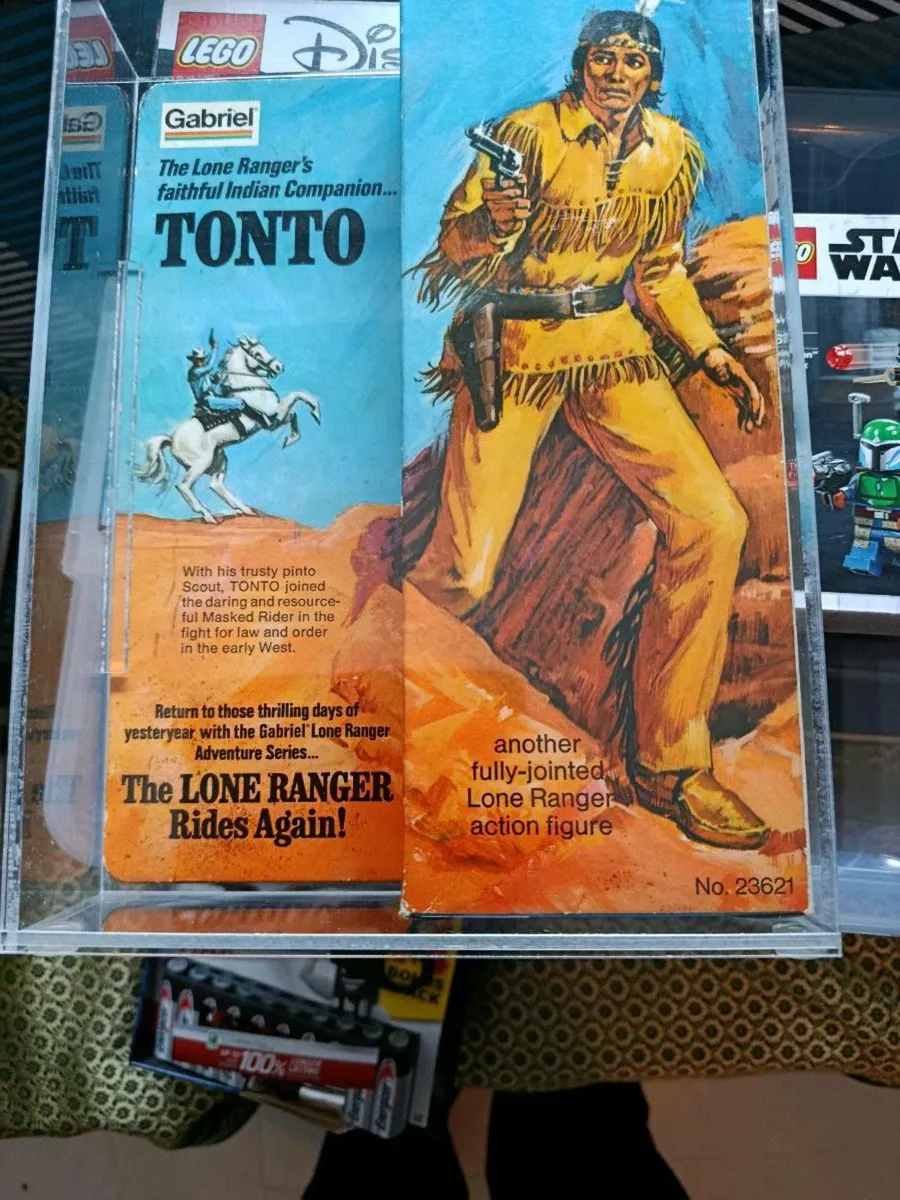 LEGO Dis
Gabriel
The Lone Ranger's
faithful Indian Companion...
TONTO
With his trusty pinto
Scout, TONTO joined
the daring and resource-
ful Masked Rider in the
fight for law and order
in the early West.
Return to those thrilling days of
yesteryear with the Gabriel Lone Ranger
Adventure Series...
The LONE RANGER
Rides Again!
another
fully-jointed
Lone Ranger
action figure
No. 23621
STA
WA
100%